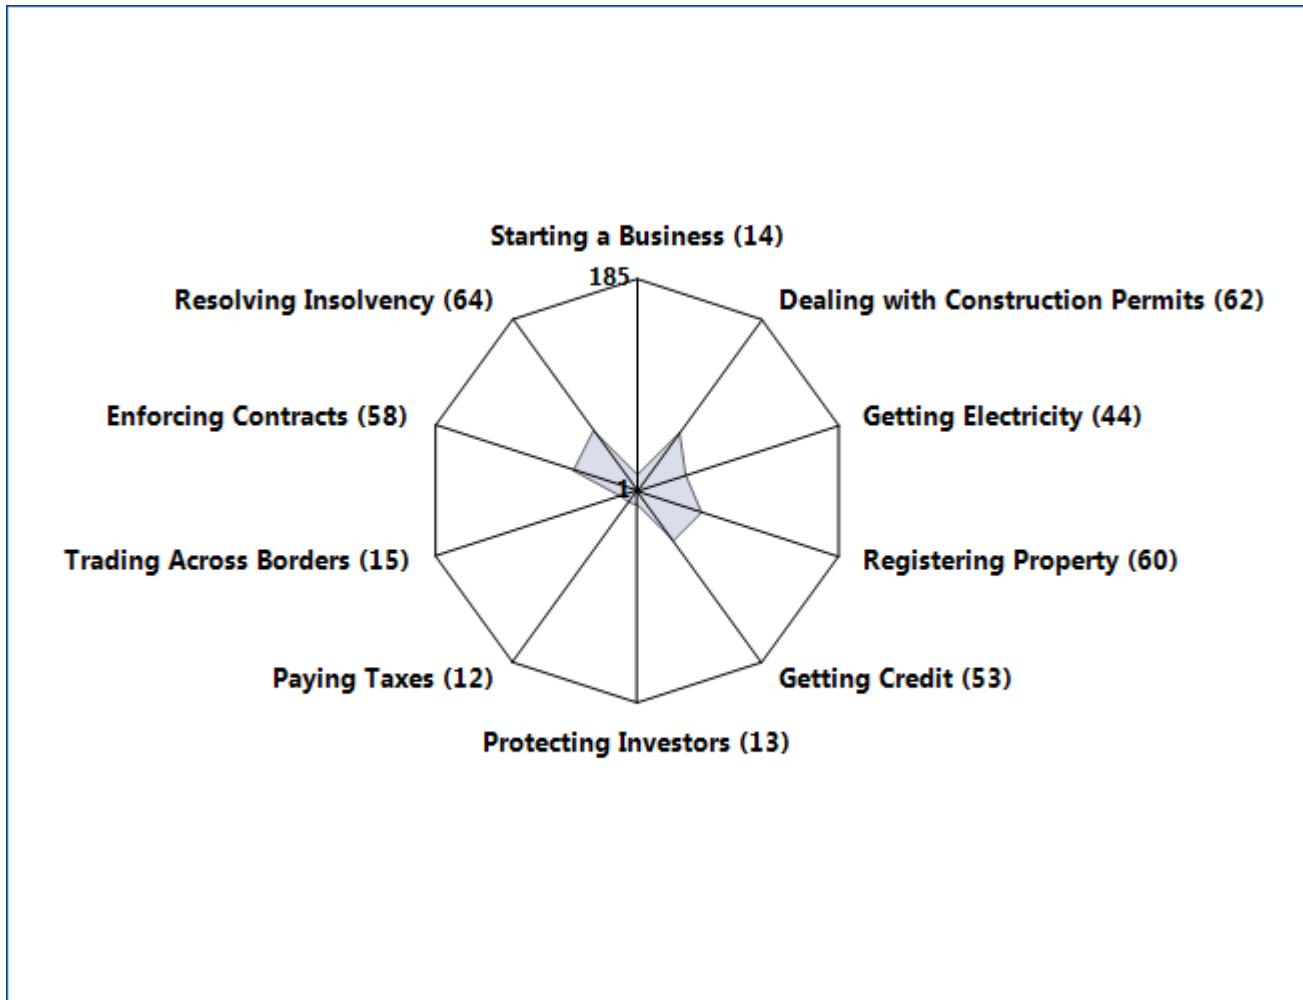 Starting a Business (14)
185
Resolving Insolvency (64)
Dealing with Construction Permits (62)
Enforcing Contracts (58)
Getting Electricity (44)
1
Trading Across Borders (15)
Registering Property (60)
Paying Taxes (12)
Getting Credit (53)
Protecting Investors (13)